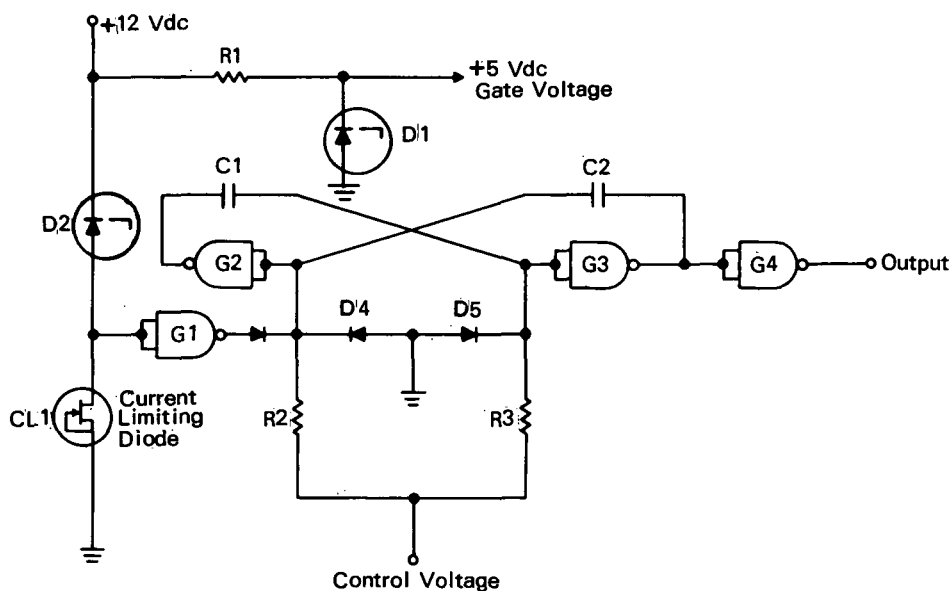 +12 Vdc
R1
+5 Vdc
Gate Voltage
D1
C1
C2
D2
G2
G3
G4
Output
D4
D5
G1
CL1
Current
Limiting
Diode
R2
R3
Control Voltage